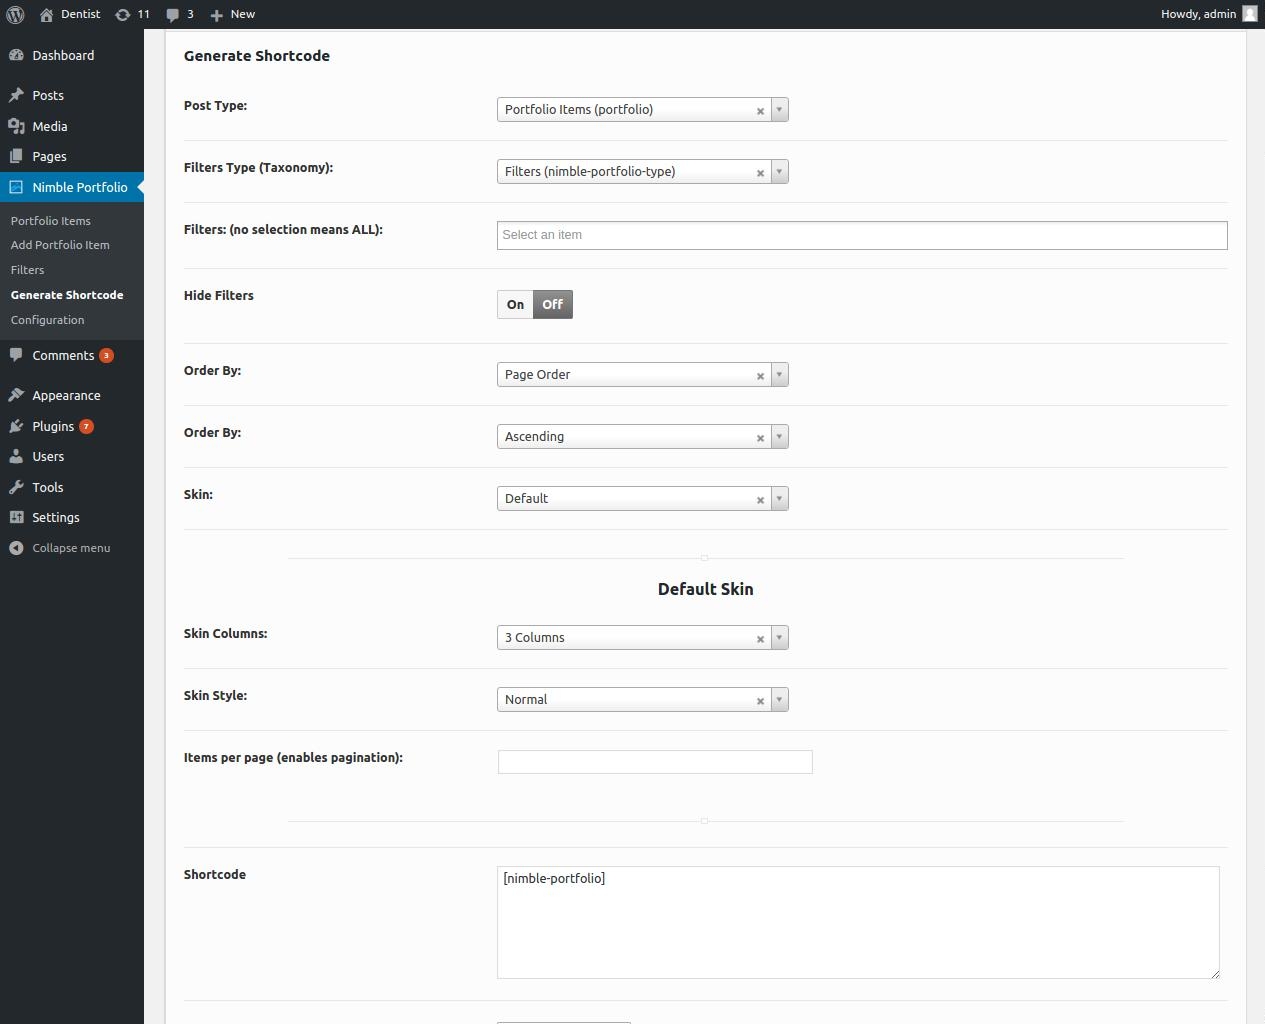 Dentist 11 3 New Howdy, admin
Dashboard
Posts
Media
Pages
Nimble Portfolio
Portfolio Items
Add Portfolio Item
Filters
Generate Shortcode
Configuration
Comments 3
Appearance
Plugins 7
Users
Tools
Settings
Collapse menu
Generate Shortcode
Post Type: Portfolio Items (portfolio)
Filters Type (Taxonomy): Filters (nimble-portfolio-type)
Filters: (no selection means ALL): Select an item
Hide Filters On Off
Order By: Page Order
Order By: Ascending
Skin: Default
Default Skin
Skin Columns: 3 Columns
Skin Style: Normal
Items per page (enables pagination):
Shortcode [nimble-portfolio]